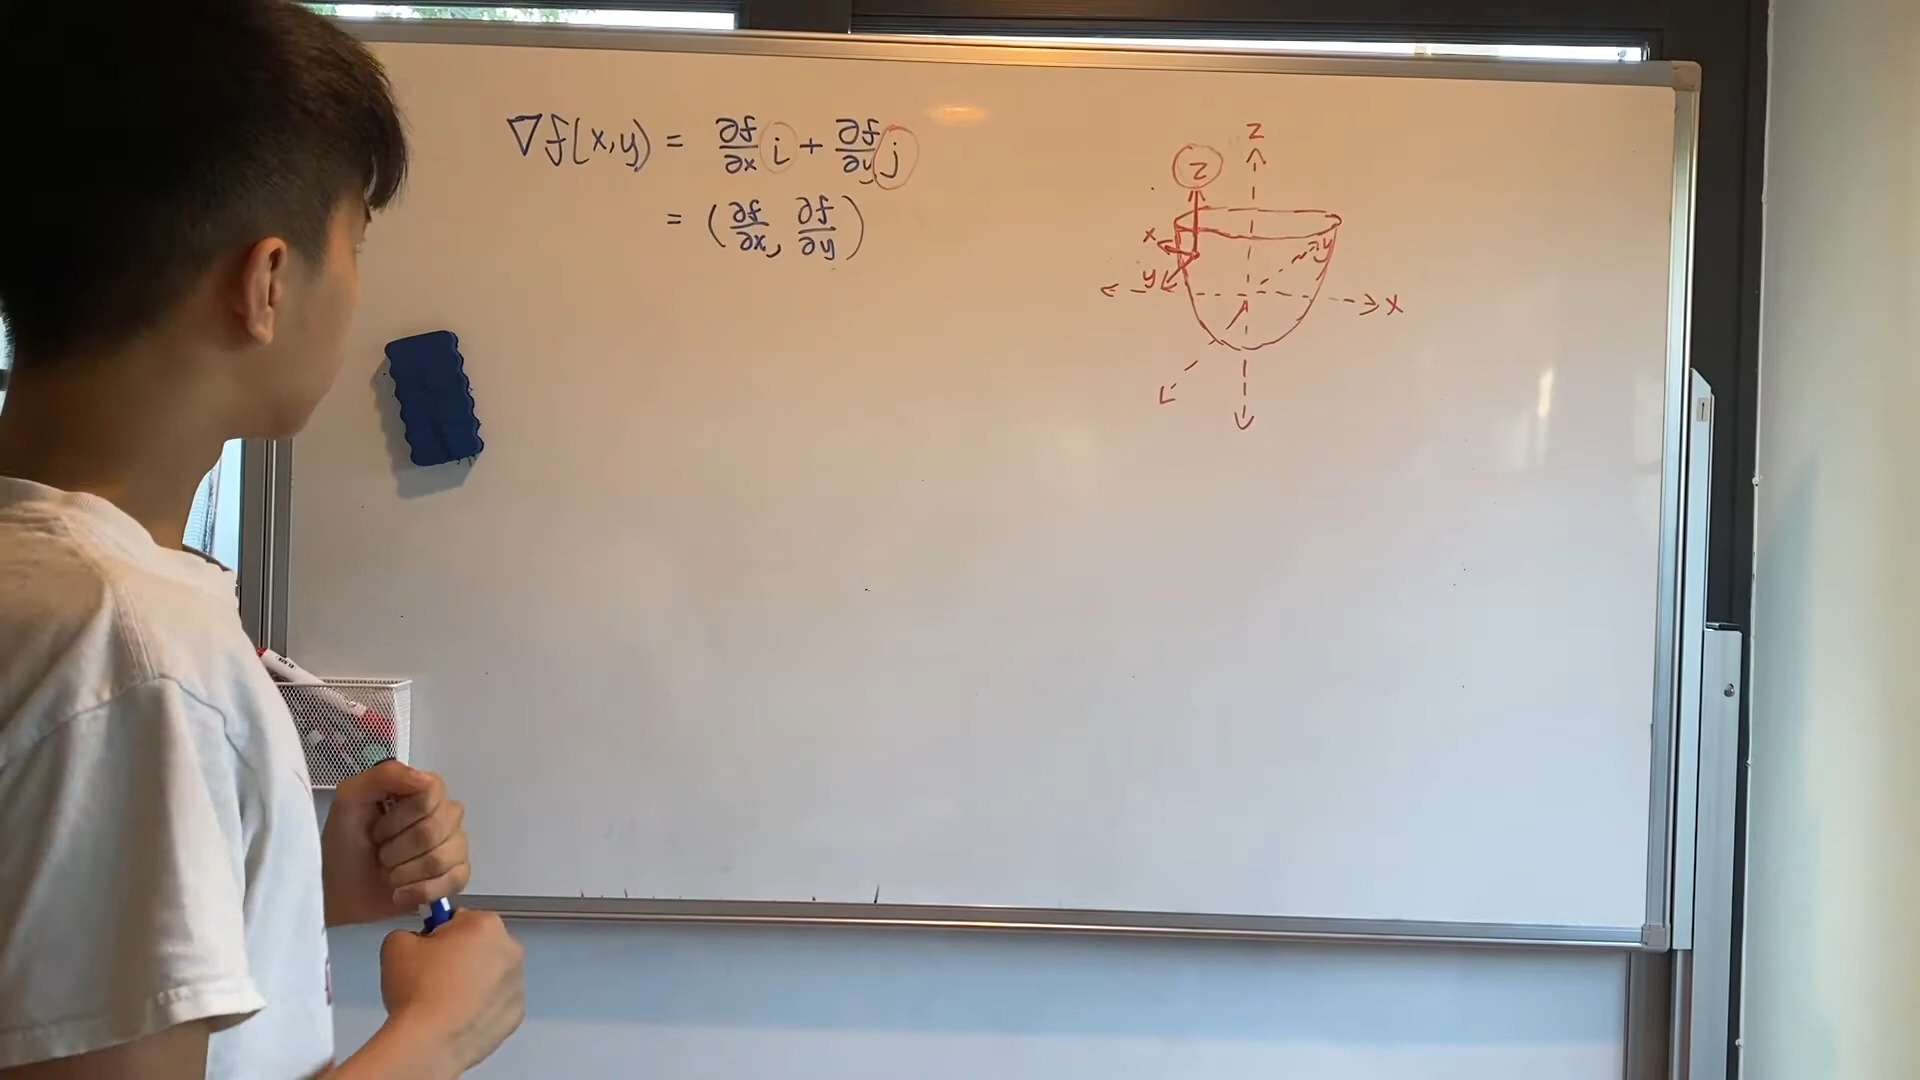 ∇f(x,y) = ∂f/∂x i + ∂f/∂y j
= (∂f/∂x, ∂f/∂y)
z
z
x
y
y
x